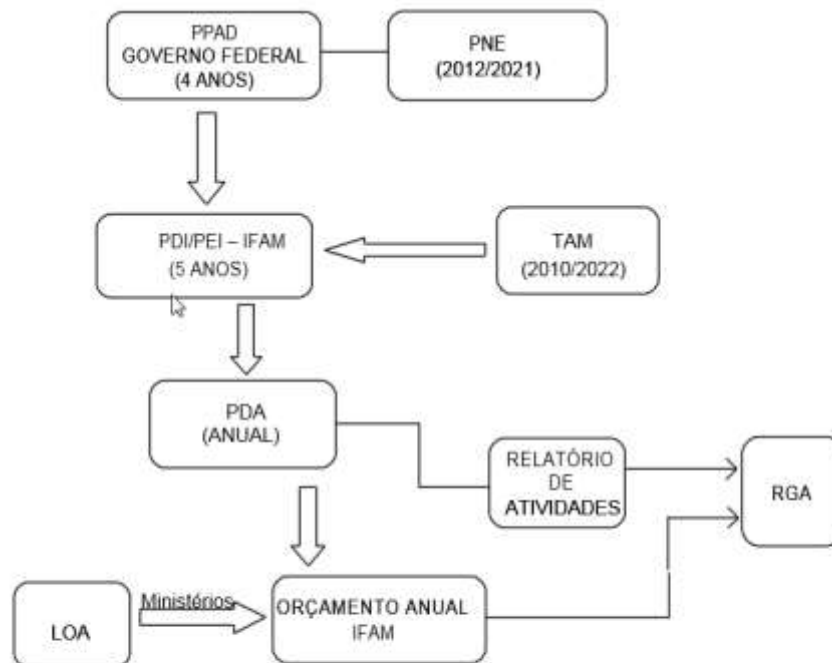 PPAD
GOVERNO FEDERAL
(4 ANOS)
PNE
(2012/2021)
PDI/PEI – IFAM
(5 ANOS)
TAM
(2010/2022)
PDA
(ANUAL)
RELATÓRIO
DE
ATIVIDADES
RGA
LOA
Ministérios
ORÇAMENTO ANUAL
IFAM